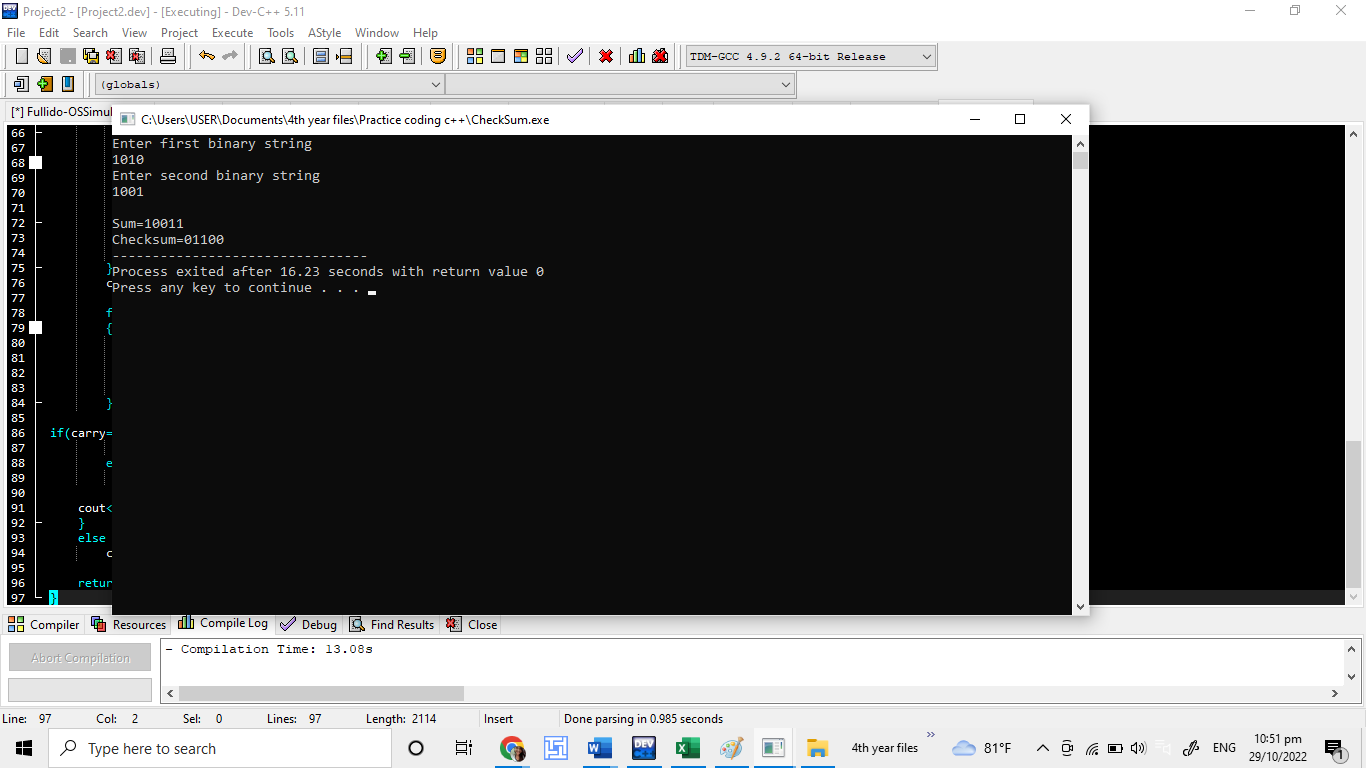 Project2 - [Project2.dev] - [Executing] - Dev-C++ 5.11
File Edit Search View Project Execute Tools AStyle Window Help
TDM-GCC 4.9.2 64-bit Release
(globals)
[*] Fullido-OSSimul
C:\Users\USER\Documents\4th year files\Practice coding c++\CheckSum.exe
66
67
68
69
70
71
72
73
74
75 }
76 c
77
78 f
79 {
80
81
82
83
84 }
85
86 if(carry=
87
88 e
89
90
91 cout<
92 }
93 else
94 c
95
96 retur
97 }
Enter first binary string
1010
Enter second binary string
1001
Sum=10011
Checksum=01100
--------------------------------
Process exited after 16.23 seconds with return value 0
Press any key to continue . . .
Compiler Resources Compile Log Debug Find Results Close
Abort Compilation
- Compilation Time: 13.08s
Line: 97 Col: 2 Sel: 0 Lines: 97 Length: 2114 Insert Done parsing in 0.985 seconds
Type here to search
DEV
4th year files
81°F
ENG
10:51 pm
29/10/2022
1